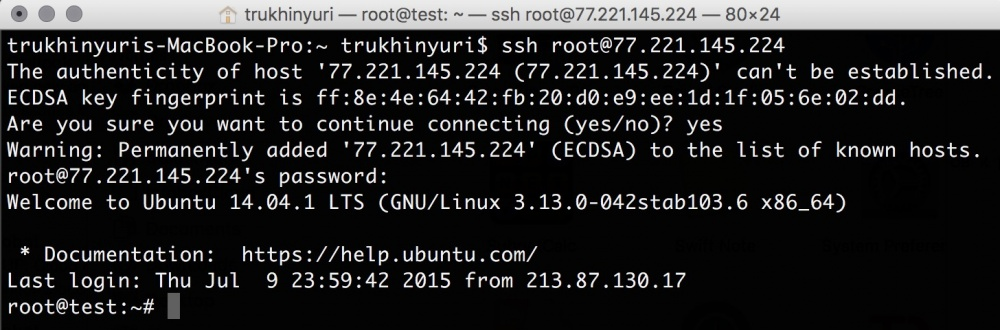 trukhinyuri — root@test: ~ — ssh root@77.221.145.224 — 80×24
trukhinyuris-MacBook-Pro:~ trukhinyuri$ ssh root@77.221.145.224
The authenticity of host '77.221.145.224 (77.221.145.224)' can't be established.
ECDSA key fingerprint is ff:8e:4e:64:42:fb:20:d0:e9:ee:1d:1f:05:6e:02:dd.
Are you sure you want to continue connecting (yes/no)? yes
Warning: Permanently added '77.221.145.224' (ECDSA) to the list of known hosts.
root@77.221.145.224's password:
Welcome to Ubuntu 14.04.1 LTS (GNU/Linux 3.13.0-042stab103.6 x86_64)
 * Documentation:  https://help.ubuntu.com/
Last login: Thu Jul  9 23:59:42 2015 from 213.87.130.17
root@test:~#